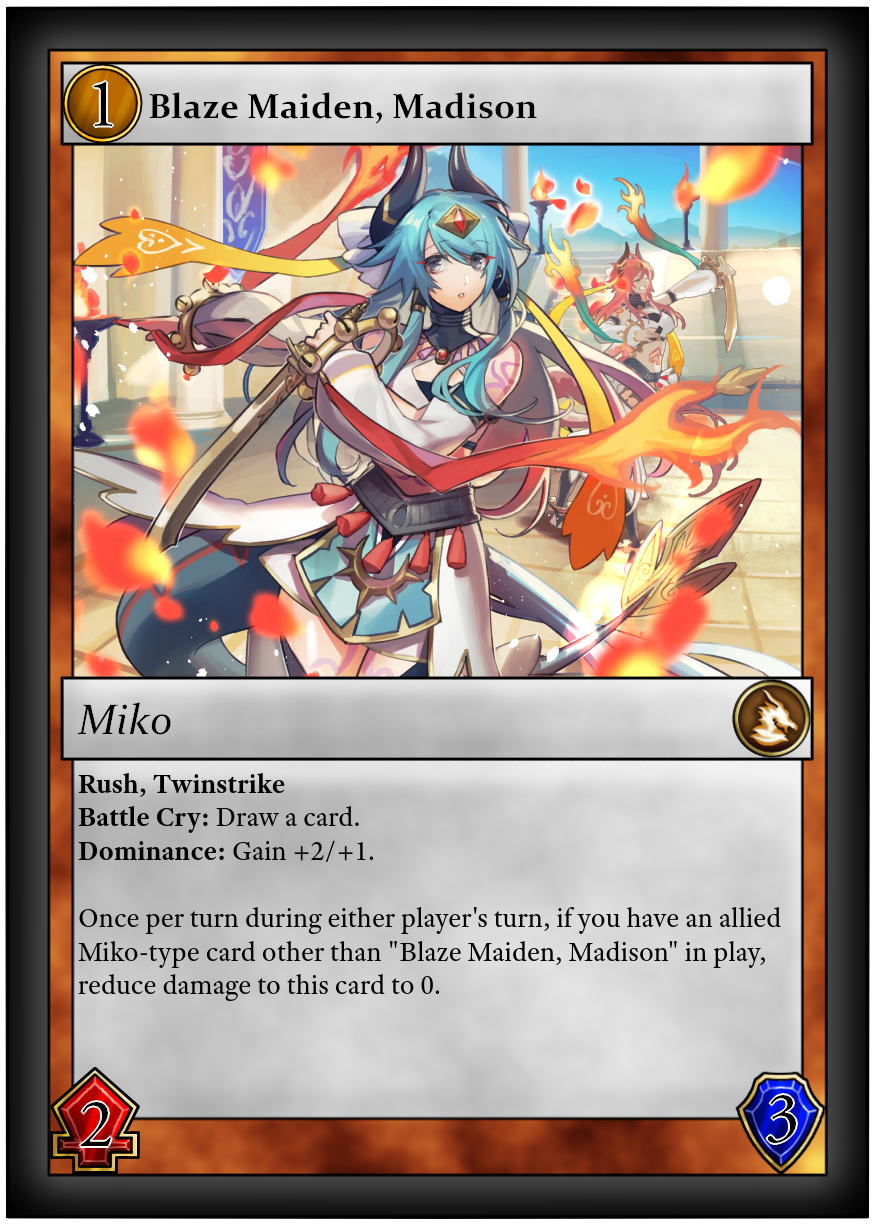 1
Blaze Maiden, Madison
Miko
Rush, Twinstrike
Battle Cry: Draw a card.
Dominance: Gain +2/+1.
Once per turn during either player's turn, if you have an allied
Miko-type card other than "Blaze Maiden, Madison" in play,
reduce damage to this card to 0.
2
3